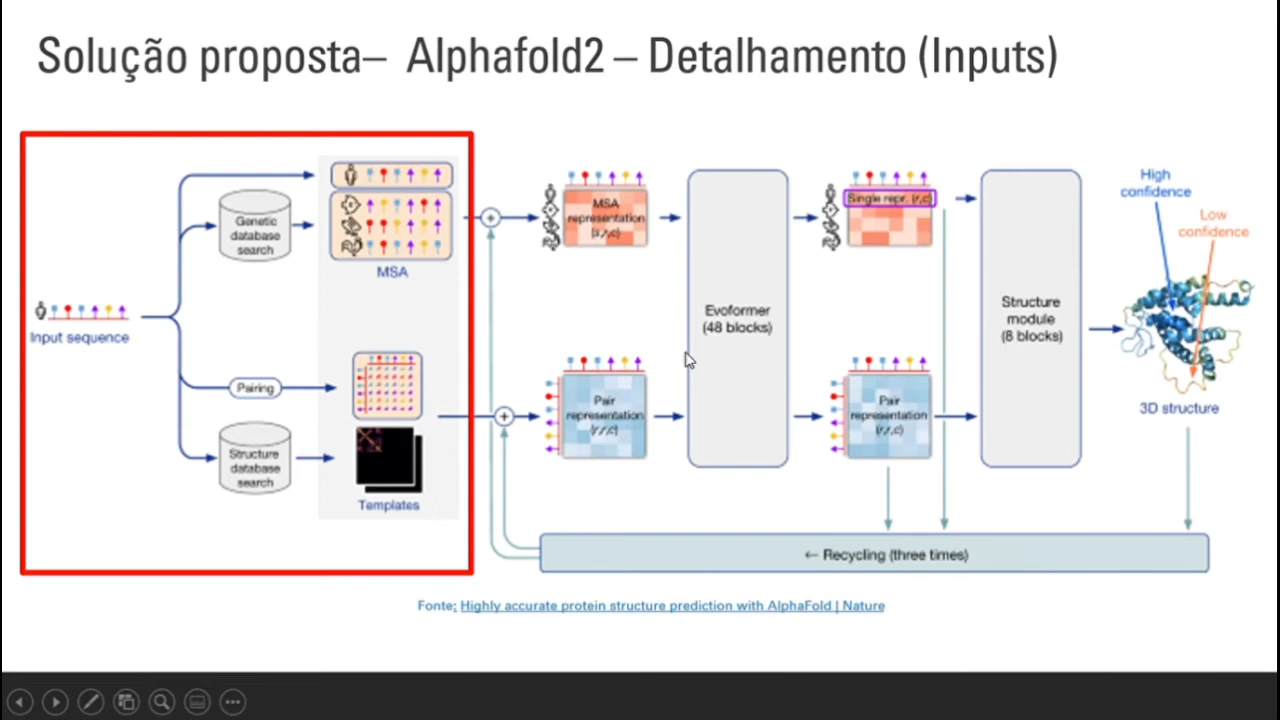 Solução proposta–  Alphafold2 – Detalhamento (Inputs)
Input sequence
Genetic
database
search
MSA
Pairing
Structure
database
search
Templates
MSA
representation
(s,r,c)
Pair
representation
(r,r,c)
Evoformer
(48 blocks)
Single repr. (r,c)
Pair
representation
(r,r,c)
Structure
module
(8 blocks)
High
confidence
Low
confidence
3D structure
← Recycling (three times)
Fonte: Highly accurate protein structure prediction with AlphaFold | Nature